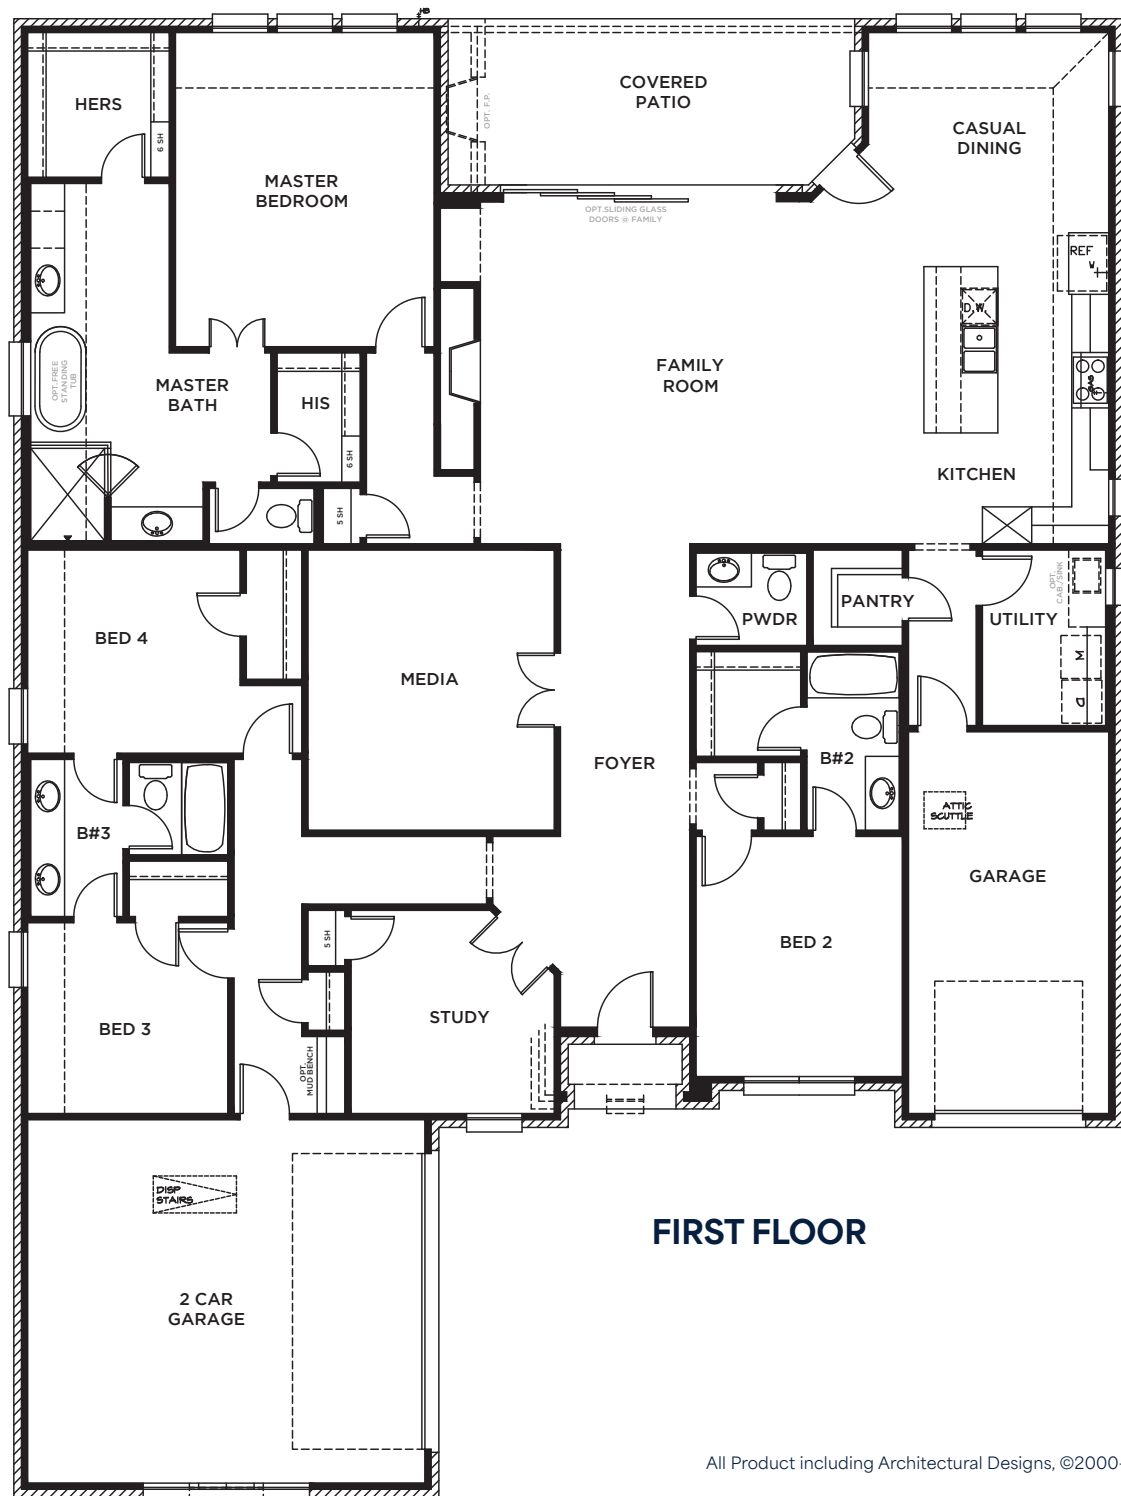 HB
HERS
6 SH
MASTER
BEDROOM
OPT. F.P.
COVERED
PATIO
CASUAL
DINING
OPT.SLIDING GLASS
DOORS @ FAMILY
REF
W
D.W.
GAS
OPT. FREE
STANDING
TUB
MASTER
BATH
HIS
6 SH
5 SH
FAMILY
ROOM
KITCHEN
BED 4
MEDIA
PWDR
PANTRY
UTILITY
OPT.
CAB./SINK
W
D
FOYER
B#2
B#3
ATTIC
SCUTTLE
GARAGE
BED 2
5 SH
STUDY
BED 3
OPT.
MUD BENCH
DISP
STAIRS
2 CAR
GARAGE
FIRST FLOOR
All Product including Architectural Designs, ©2000-